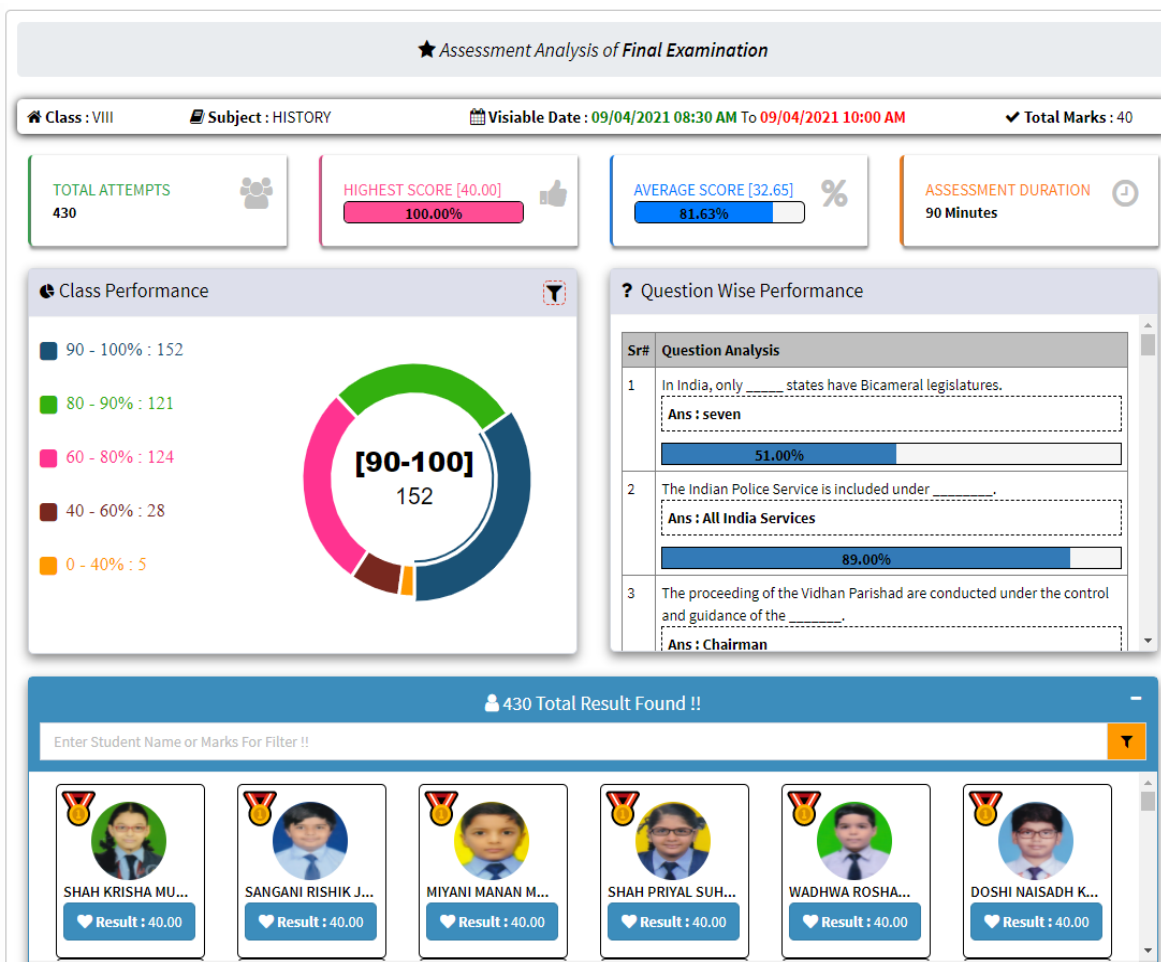 Assessment Analysis of Final Examination
Class : VIII Subject : HISTORY Visiable Date : 09/04/2021 08:30 AM To 09/04/2021 10:00 AM Total Marks : 40
TOTAL ATTEMPTS
430
HIGHEST SCORE [40.00]
100.00%
AVERAGE SCORE [32.65]
81.63%
%
ASSESSMENT DURATION
90 Minutes
Class Performance
90 - 100% : 152
80 - 90% : 121
60 - 80% : 124
40 - 60% : 28
0 - 40% : 5
[90-100]
152
? Question Wise Performance
Sr# Question Analysis
1 In India, only _____ states have Bicameral legislatures.
Ans : seven
51.00%
2 The Indian Police Service is included under ________.
Ans : All India Services
89.00%
3 The proceeding of the Vidhan Parishad are conducted under the control
and guidance of the _______.
Ans : Chairman
430 Total Result Found !!
Enter Student Name or Marks For Filter !!
SHAH KRISHA MU... SANGANI RISHIK J... MIYANI MANAN M... SHAH PRIYAL SUH... WADHWA ROSHA... DOSHI NAISADH K...
Result : 40.00 Result : 40.00 Result : 40.00 Result : 40.00 Result : 40.00 Result : 40.00